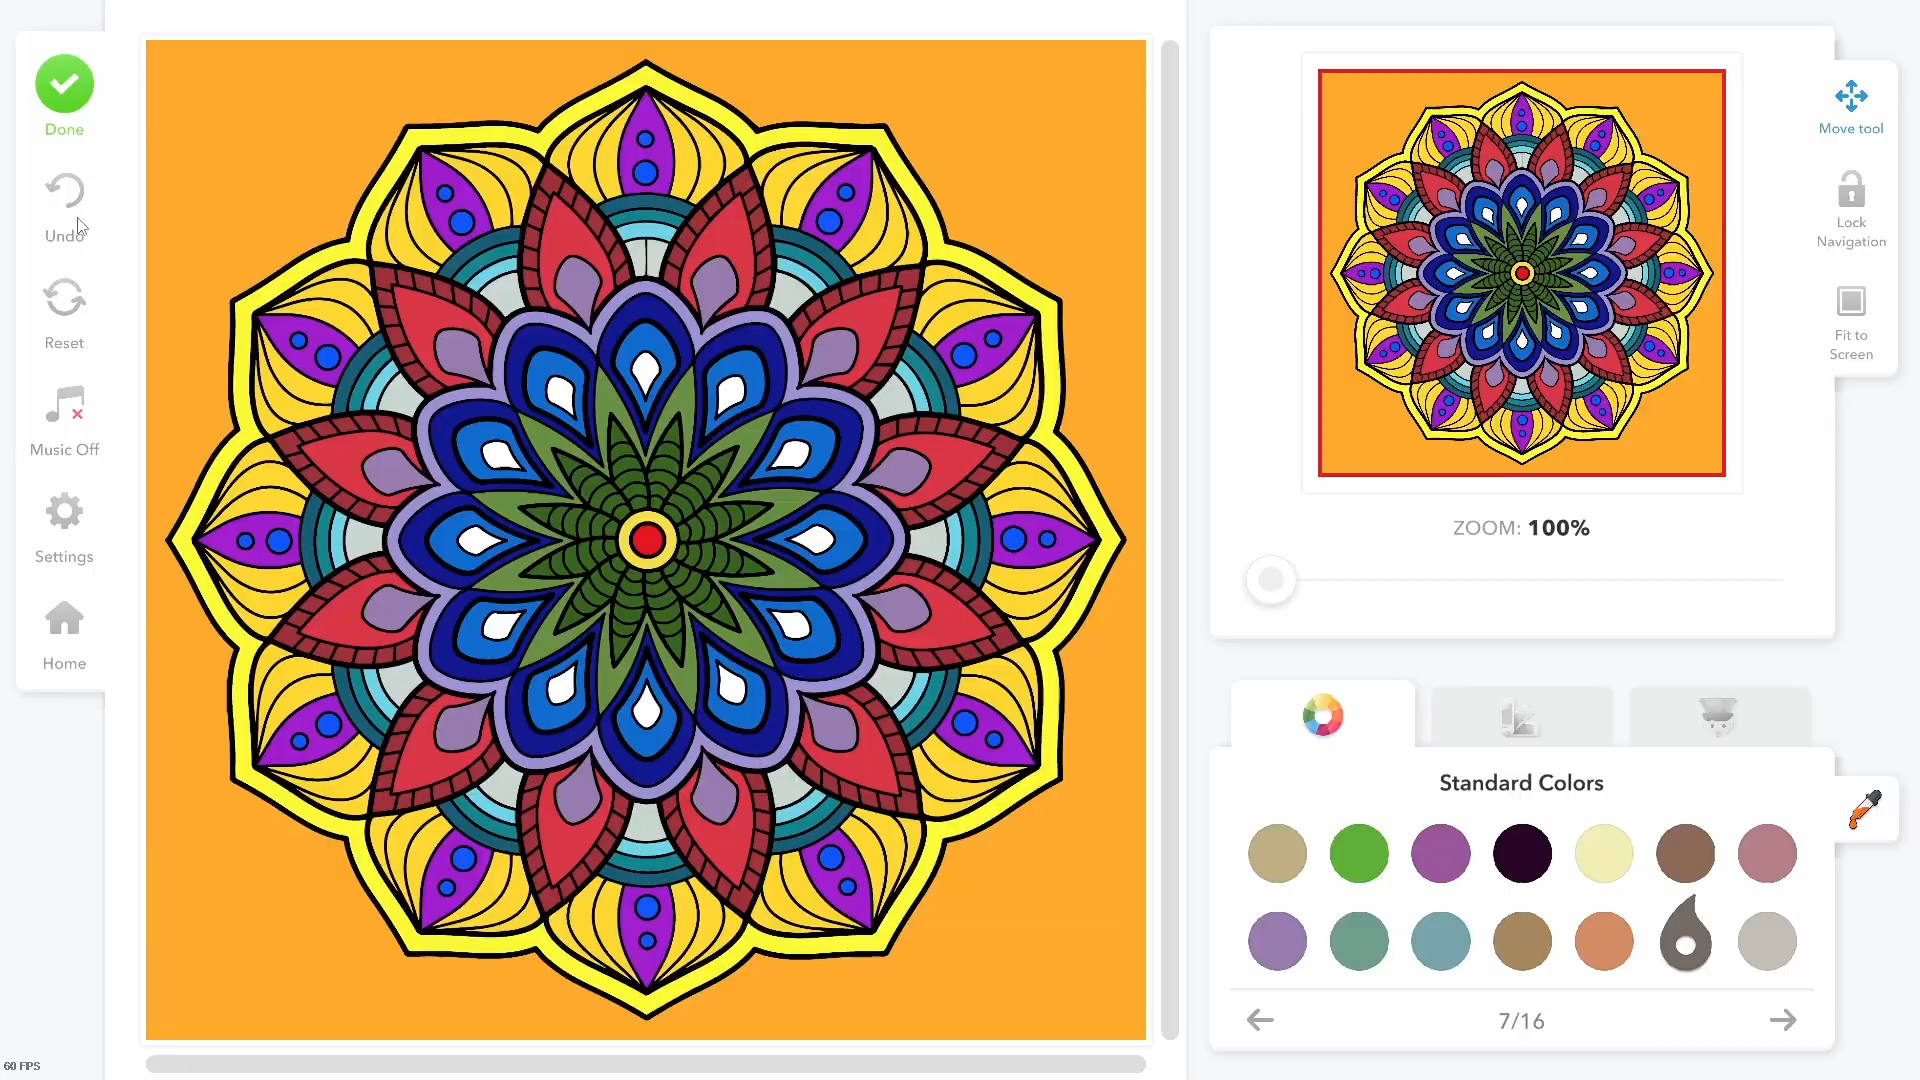 Done
Undo
Reset
Music Off
Settings
Home
60 FPS
Move tool
Lock
Navigation
Fit to
Screen
ZOOM: 100%
Standard Colors
7/16